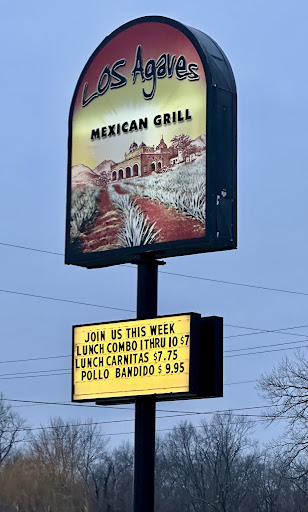 Los Agaves
MEXICAN GRILL
JOIN US THIS WEEK
LUNCH COMBO 1 THRU 10 $7
LUNCH CARNITAS $7.75
POLLO BANDIDO $9.95